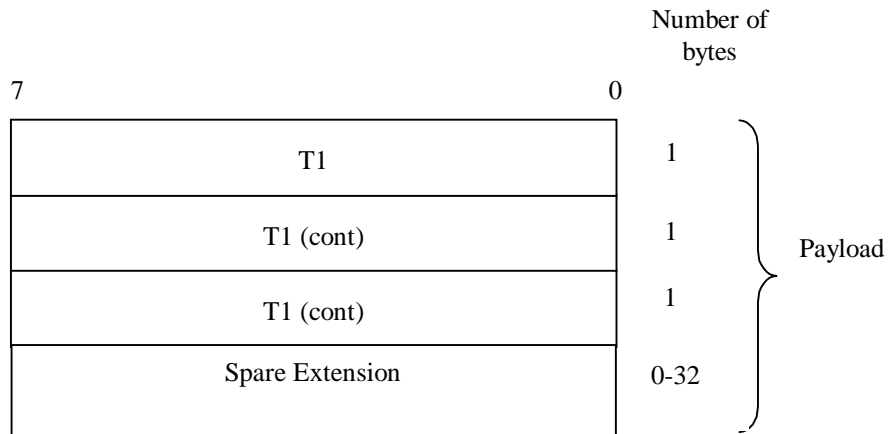 Number of
bytes
7 0
T1 1
T1 (cont) 1
Payload
T1 (cont) 1
Spare Extension 0-32